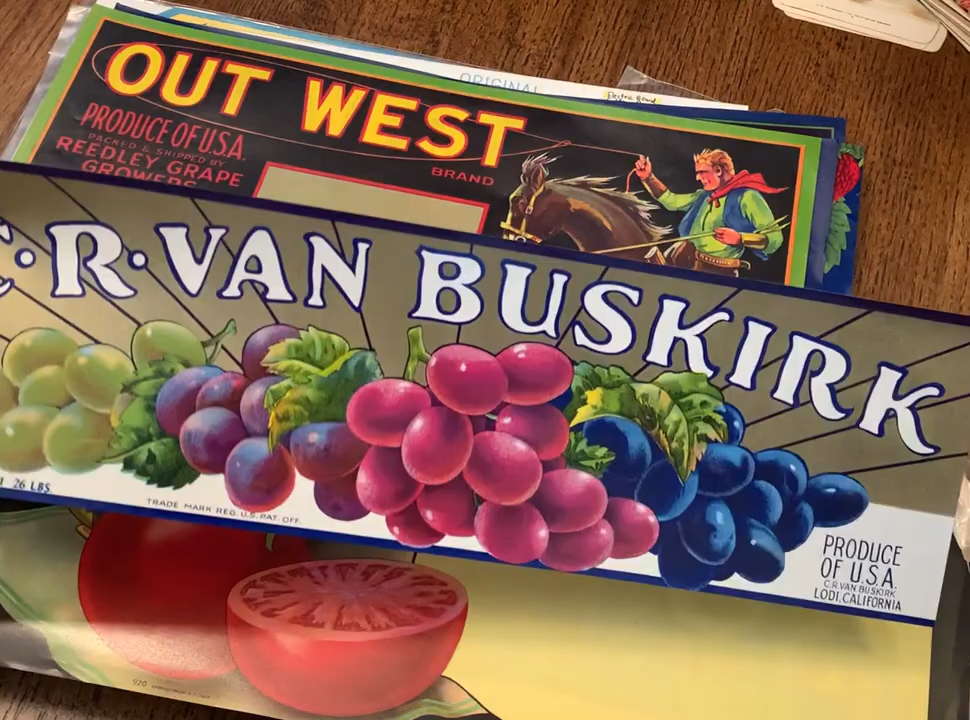 ORIGINAL
OUT WEST
BRAND
PRODUCE OF U.S.A.
PACKED & SHIPPED BY
REEDLEY GRAPE
GROWERS
·R·VAN BUSKIRK
26 LBS
TRADE MARK REG. U.S. PAT. OFF.
PRODUCE
OF U.S.A.
C.R.VAN BUSKIRK
LODI, CALIFORNIA
920